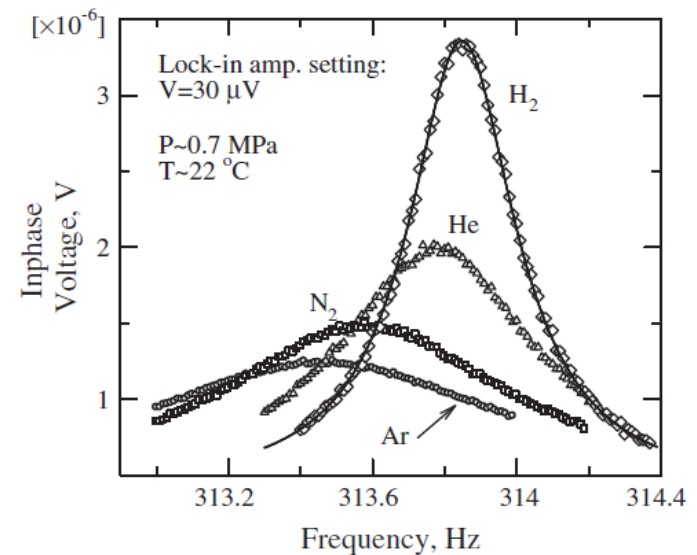 [×10⁻⁶]
Lock-in amp. setting:
V=30 μV
P~0.7 MPa
T~22 °C
H₂
He
N₂
Ar
3
2
1
Inphase
Voltage, V
313.2
313.6
314
314.4
Frequency, Hz